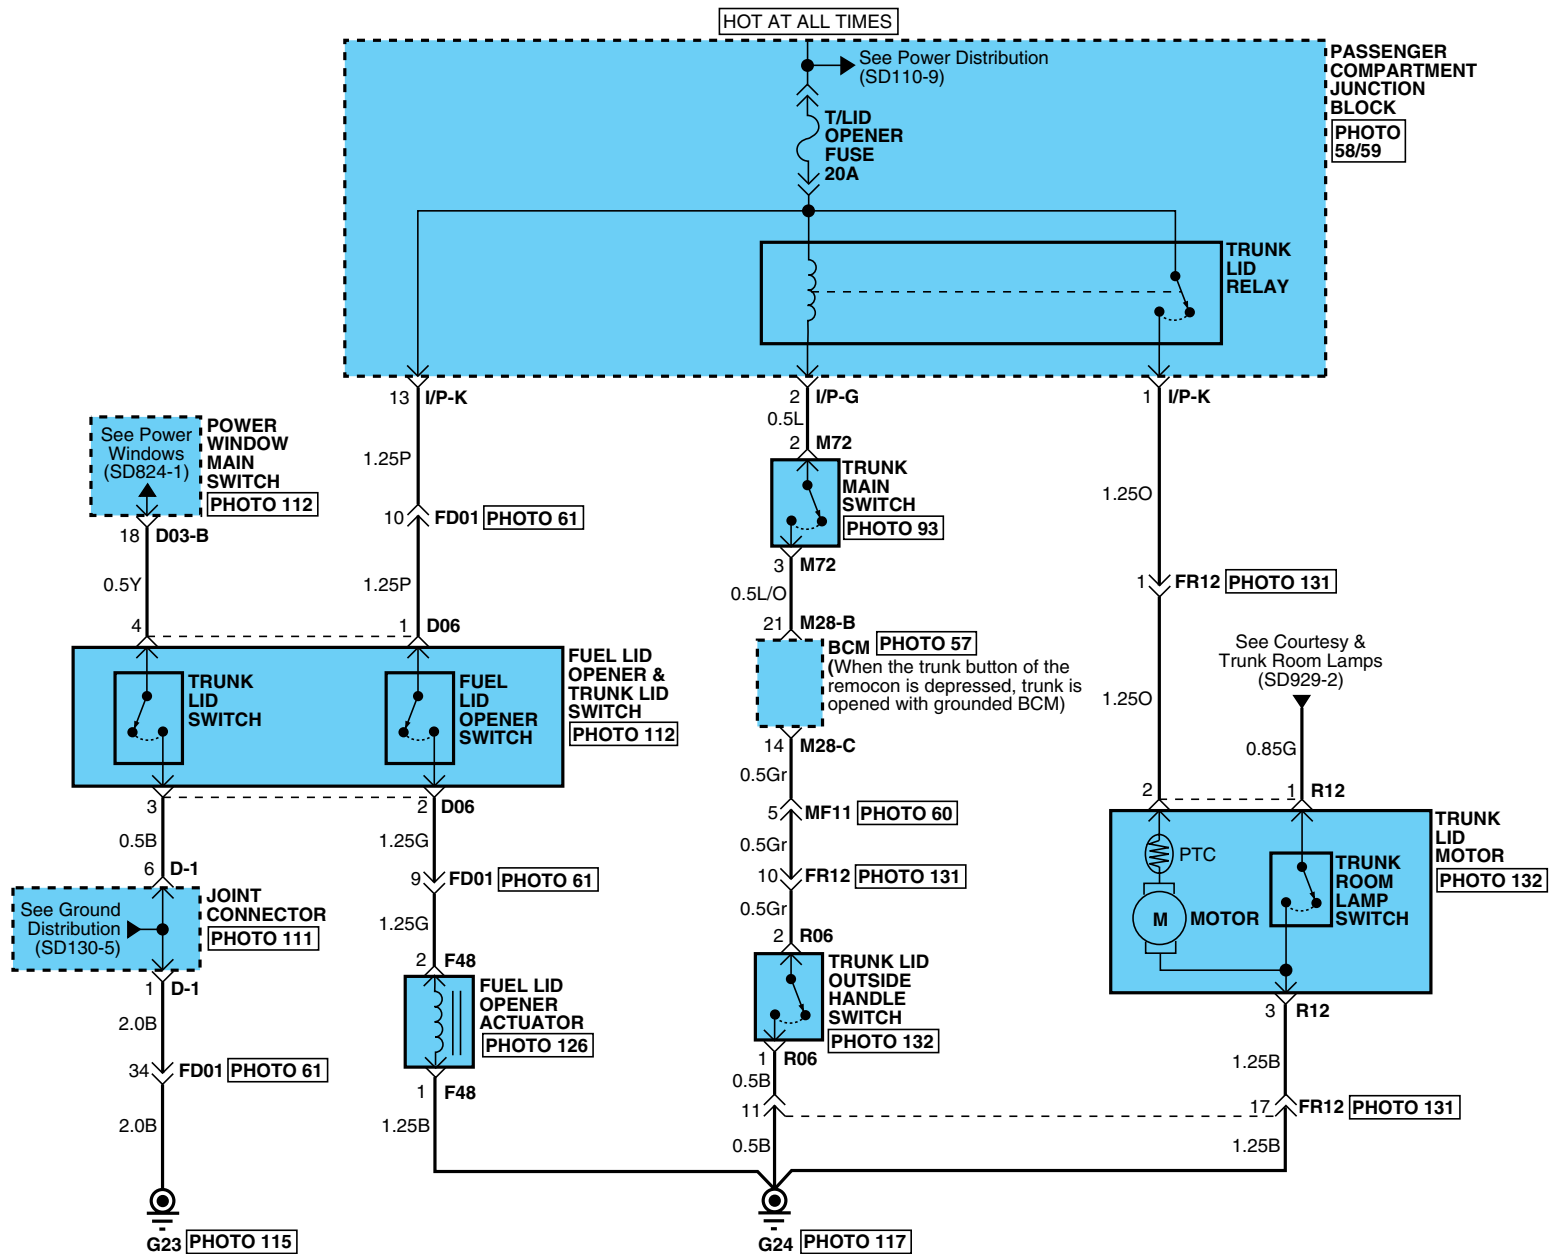 HOT AT ALL TIMES
See Power Distribution
(SD110-9)
PASSENGER
COMPARTMENT
JUNCTION
BLOCK
PHOTO
58/59
T/LID
OPENER
FUSE
20A
TRUNK
LID
RELAY
13 I/P-K
2 I/P-G
1 I/P-K
0.5L
2 M72
See Power
Windows
(SD824-1)
POWER
WINDOW
MAIN
SWITCH
PHOTO 112
1.25P
TRUNK
MAIN
SWITCH
PHOTO 93
1.25O
10 FD01 PHOTO 61
18 D03-B
3 M72
0.5Y
1.25P
0.5L/O
1 FR12 PHOTO 131
4
1 D06
21 M28-B
BCM PHOTO 57
(When the trunk button of the
remocon is depressed, trunk is
opened with grounded BCM)
See Courtesy &
Trunk Room Lamps
(SD929-2)
TRUNK
LID
SWITCH
FUEL
LID
OPENER
SWITCH
FUEL LID
OPENER &
TRUNK LID
SWITCH
PHOTO 112
1.25O
14 M28-C
0.85G
0.5Gr
3
2 D06
2
1 R12
5 MF11 PHOTO 60
0.5B
1.25G
0.5Gr
TRUNK
LID
MOTOR
PHOTO 132
PTC
TRUNK
ROOM
LAMP
SWITCH
M MOTOR
6 D-1
9 FD01 PHOTO 61
10 FR12 PHOTO 131
See Ground
Distribution
(SD130-5)
JOINT
CONNECTOR
PHOTO 111
1.25G
0.5Gr
2 F48
2 R06
1 D-1
FUEL LID
OPENER
ACTUATOR
PHOTO 126
TRUNK LID
OUTSIDE
HANDLE
SWITCH
PHOTO 132
3 R12
2.0B
34 FD01 PHOTO 61
1 F48
1 R06
1.25B
0.5B
2.0B
1.25B
11
17 FR12 PHOTO 131
0.5B
1.25B
G23 PHOTO 115
G24 PHOTO 117